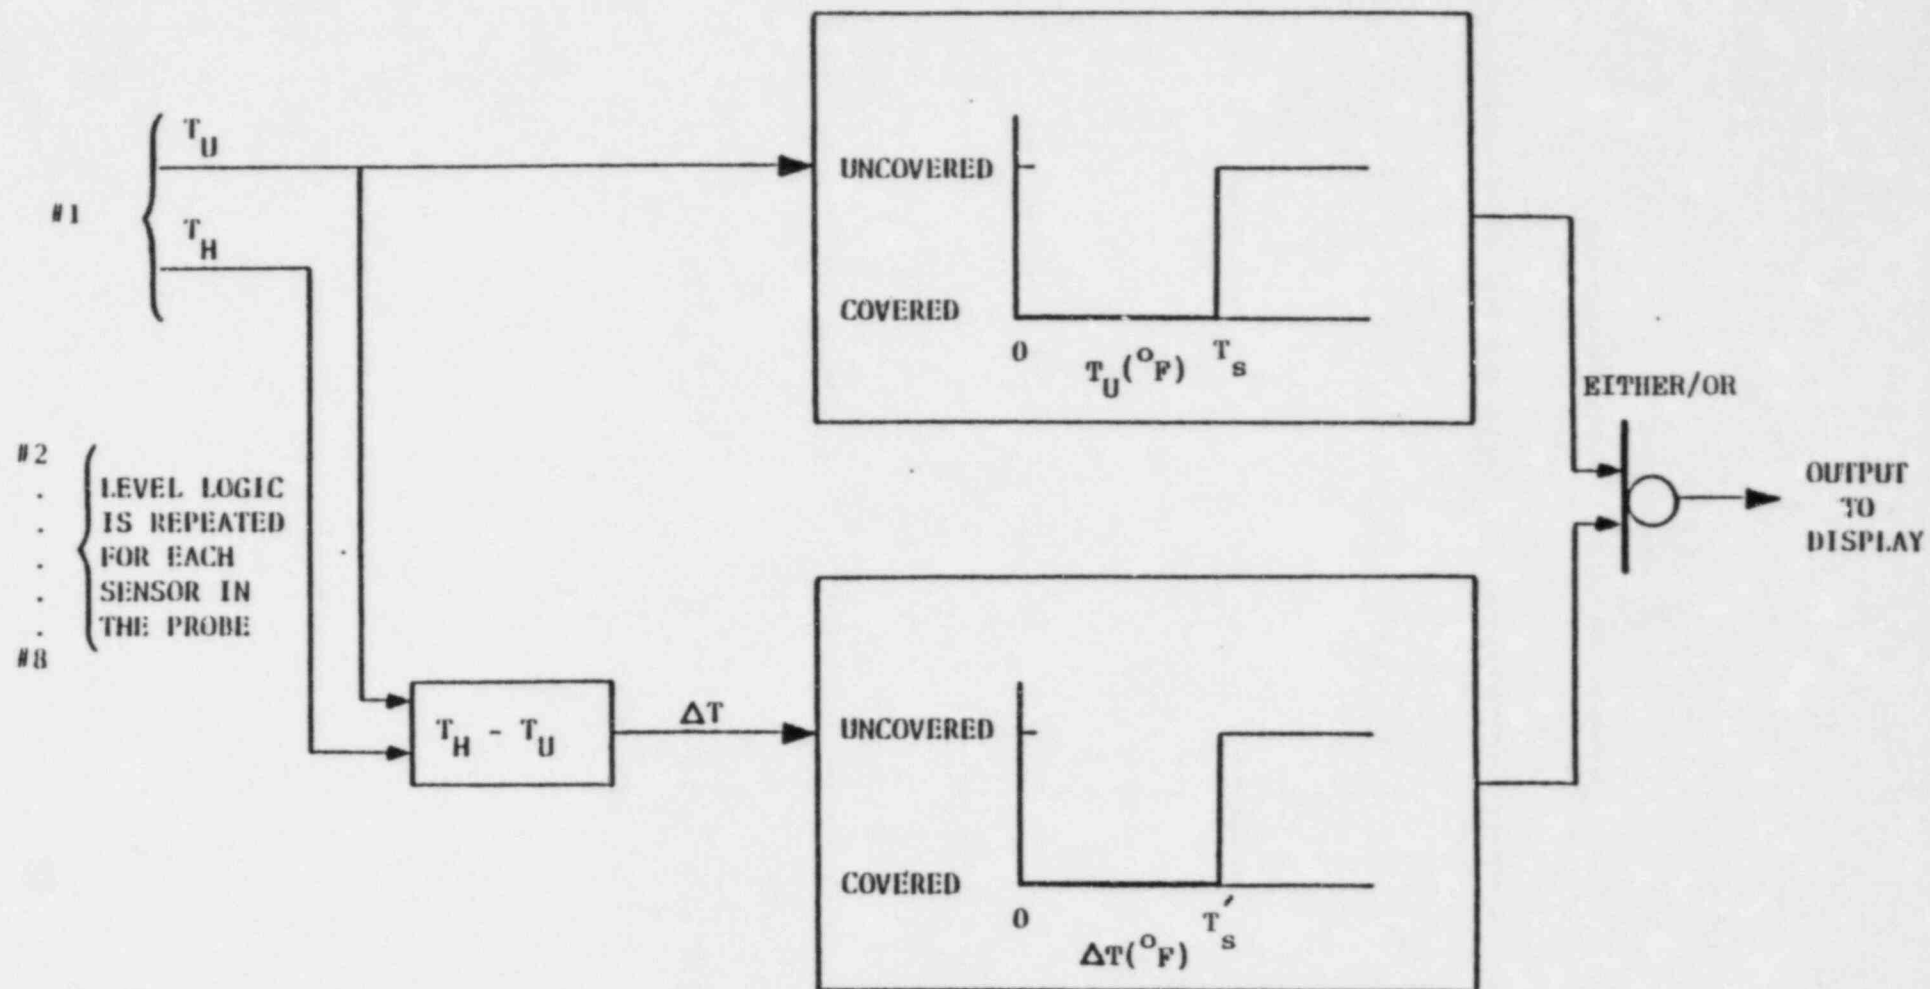 #1
T_U
T_H
UNCOVERED
COVERED
0
T_s
T_U(°F)
EITHER/OR
OUTPUT
TO
DISPLAY
#2
.
.
.
.
.
#8
LEVEL LOGIC
IS REPEATED
FOR EACH
SENSOR IN
THE PROBE
T_H - T_U
ΔT
UNCOVERED
COVERED
0
T_s′
ΔT(°F)